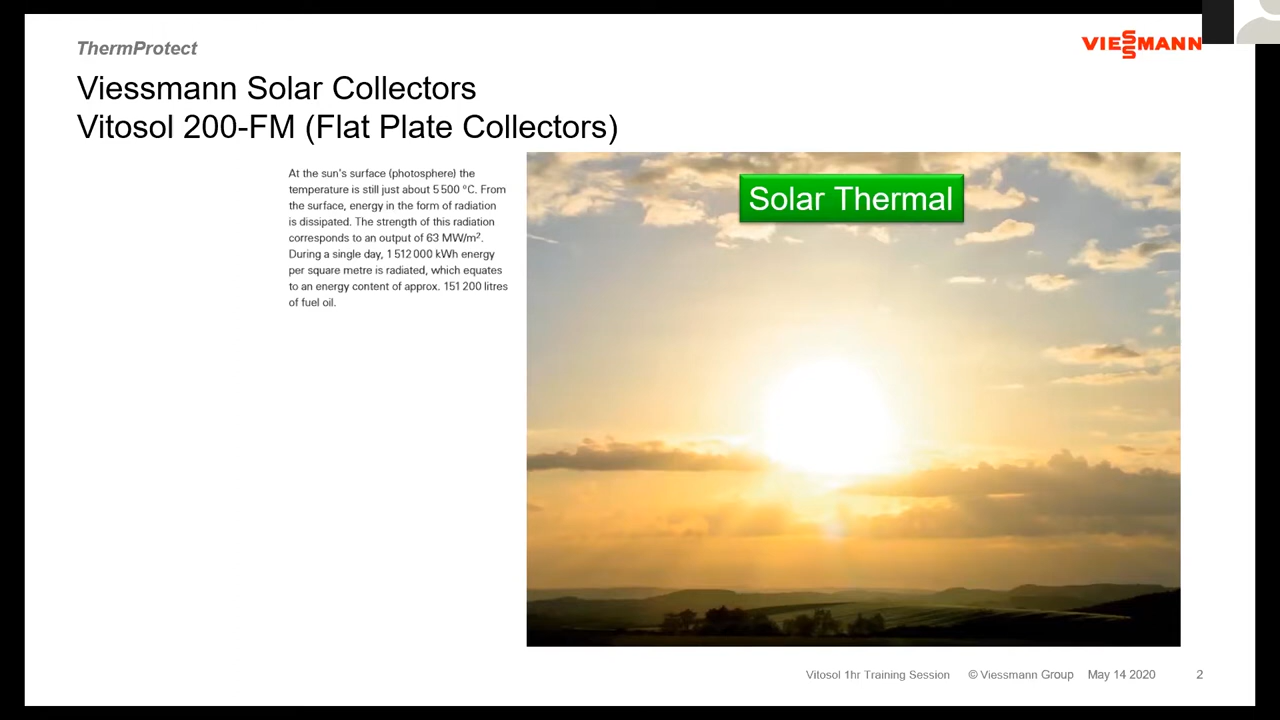 ThermProtect
VIESSMANN
Viessmann Solar Collectors
Vitosol 200-FM (Flat Plate Collectors)
At the sun's surface (photosphere) the
temperature is still just about 5 500 °C. From
the surface, energy in the form of radiation
is dissipated. The strength of this radiation
corresponds to an output of 63 MW/m².
During a single day, 1 512 000 kWh energy
per square metre is radiated, which equates
to an energy content of approx. 151 200 litres
of fuel oil.
Solar Thermal
Vitosol 1hr Training Session © Viessmann Group May 14 2020 2